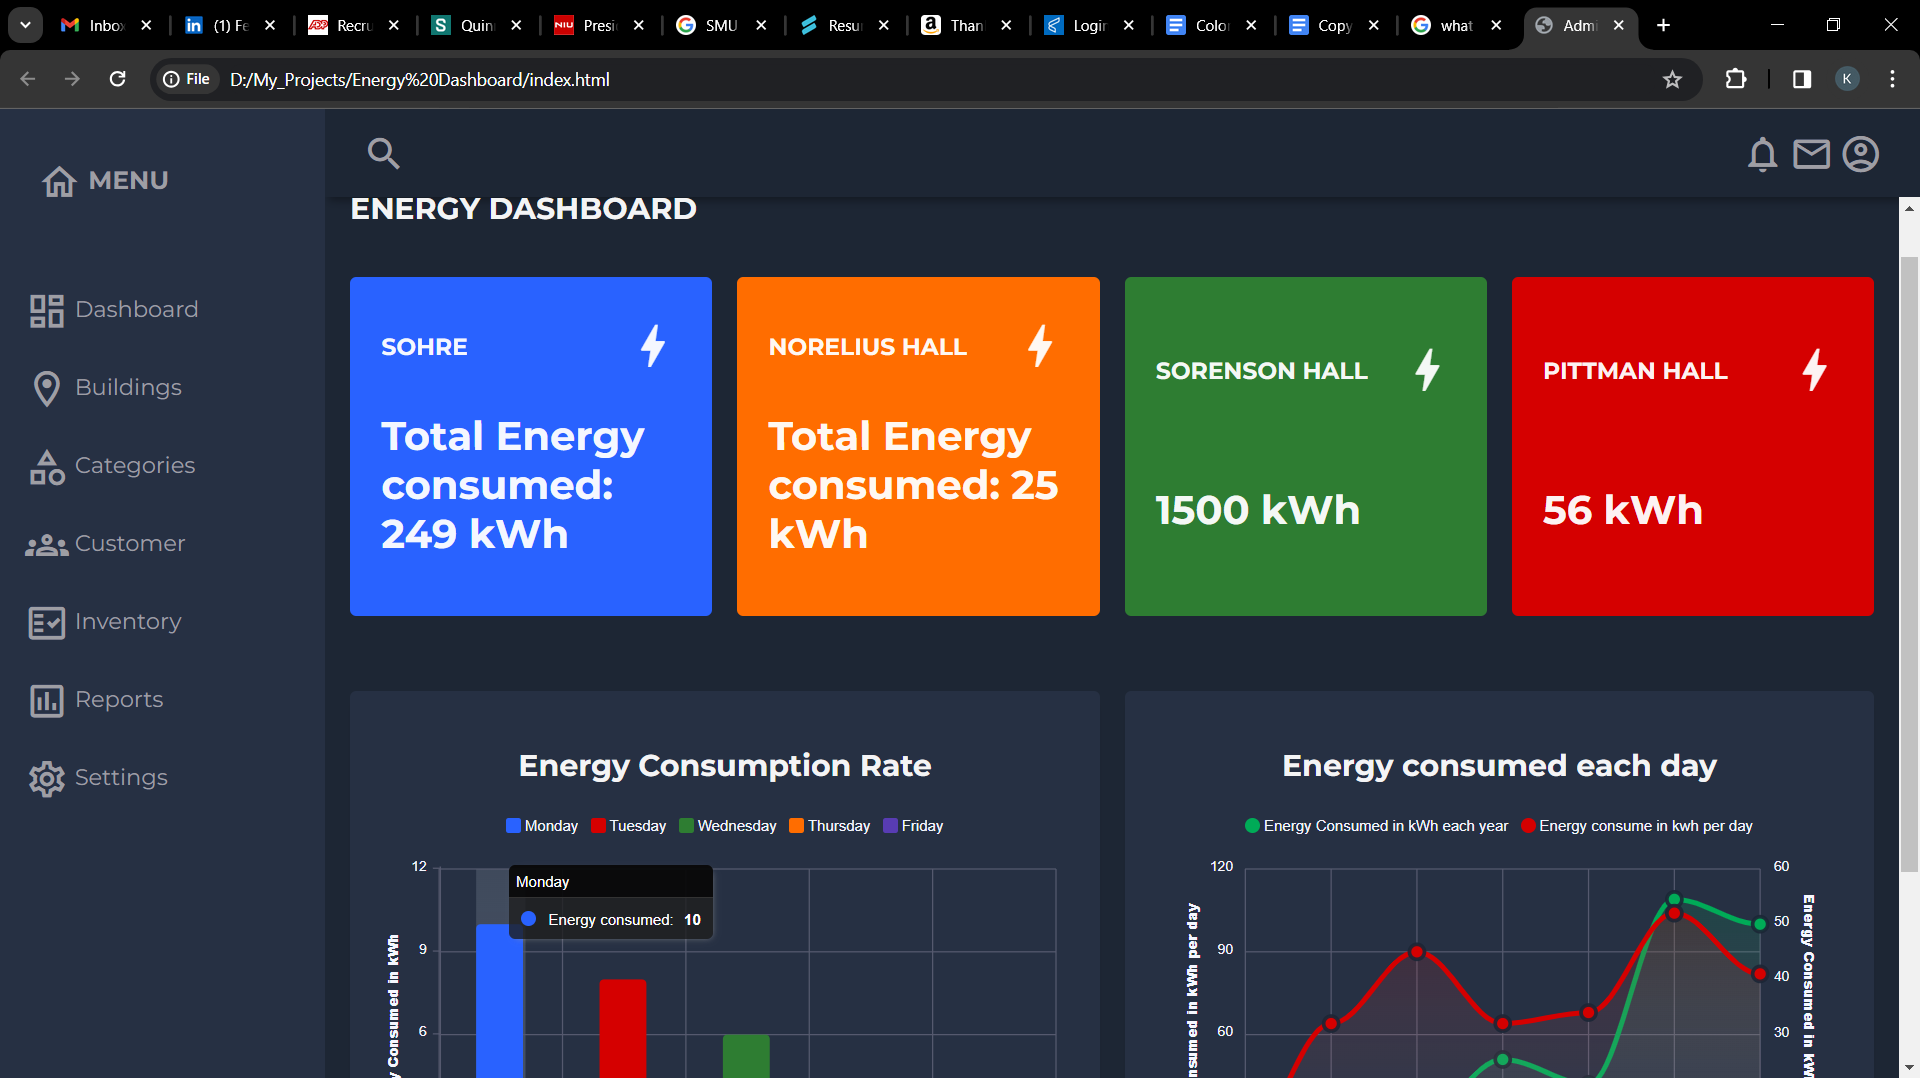 Inbo
(1) Fe
Recru
Quin
Presi
SMU
Resu
Than
Login
Color
Copy
what
Admi
File
D:/My_Projects/Energy%20Dashboard/index.html
K
MENU
ENERGY DASHBOARD
Dashboard
Buildings
Categories
Customer
Inventory
Reports
Settings
SOHRE
Total Energy
consumed:
249 kWh
NORELIUS HALL
Total Energy
consumed: 25
kWh
SORENSON HALL
1500 kWh
PITTMAN HALL
56 kWh
Energy Consumption Rate
Monday Tuesday Wednesday Thursday Friday
12
9
6
Consumed in kWh
Monday
Energy consumed: 10
Energy consumed each day
Energy Consumed in kWh each year Energy consume in kwh per day
120
90
60
nsumed in kWh per day
60
50
40
30
Energy Consumed in kW